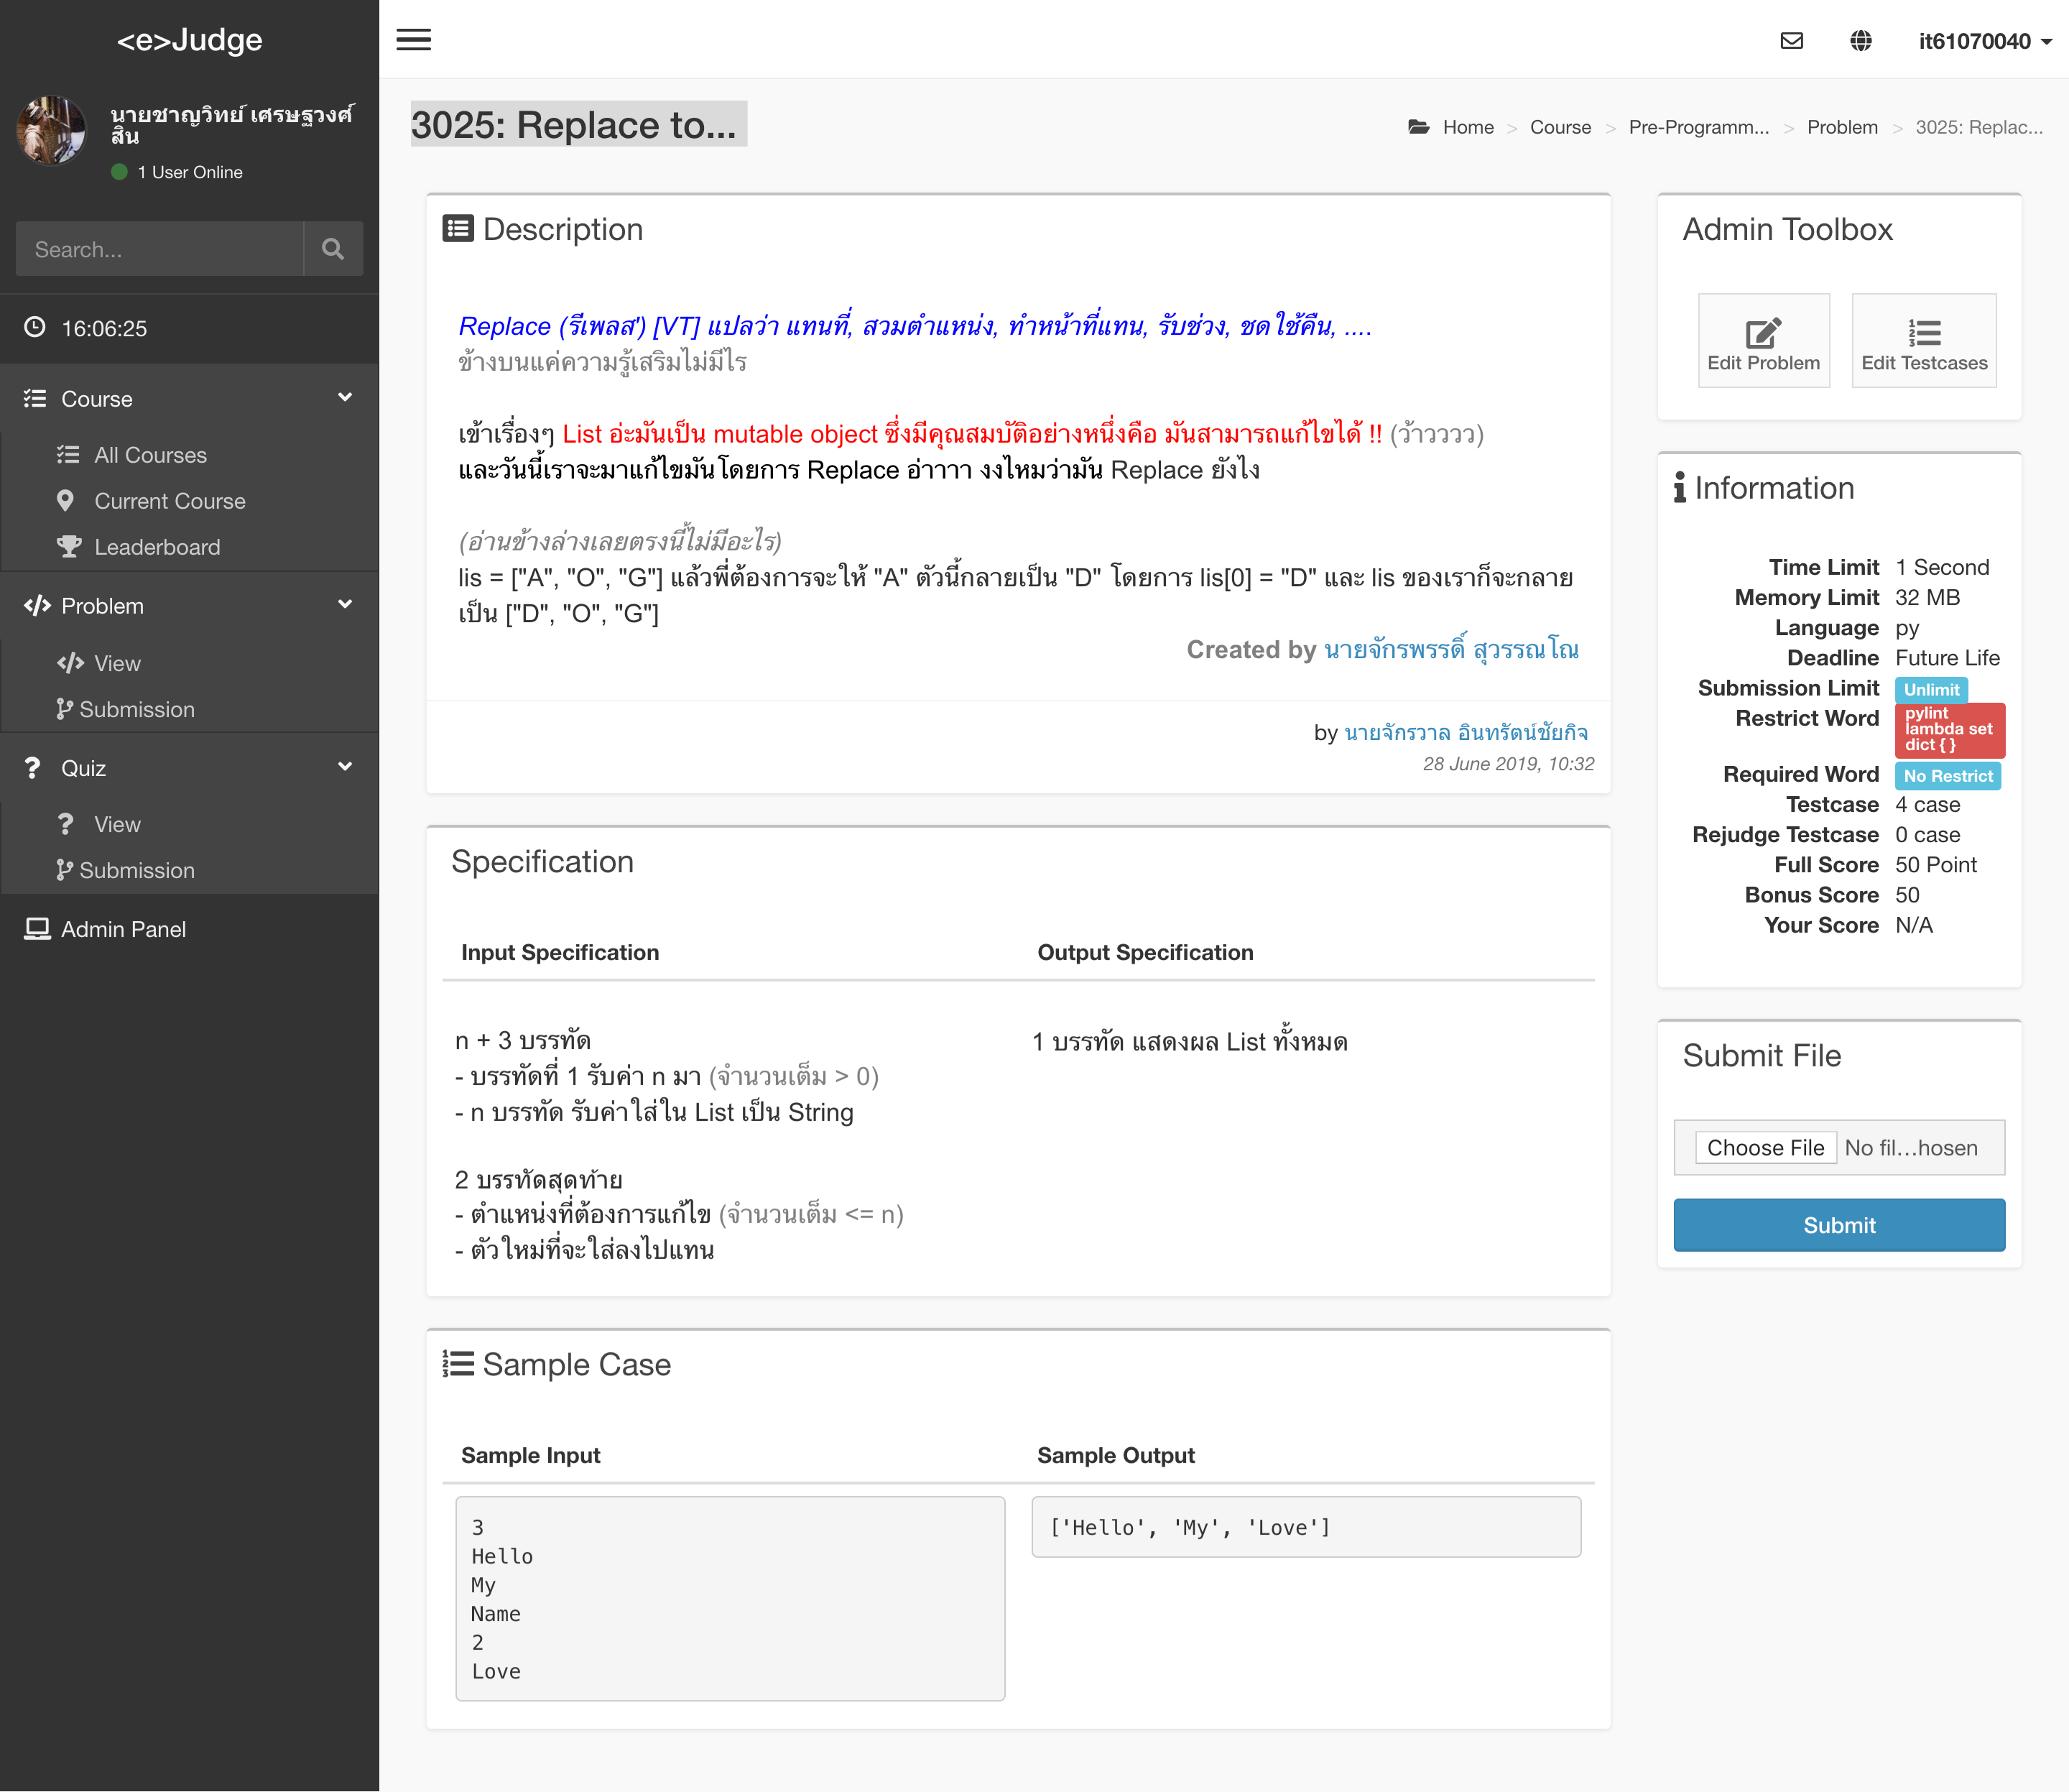 <e>Judge
it61070040
นายชาญวิทย์ เศรษฐวงศ์
สิน
1 User Online
Search...
16:06:25
Course
All Courses
Current Course
Leaderboard
Problem
View
Submission
Quiz
View
Submission
Admin Panel
3025: Replace to...
Home > Course > Pre-Programm... > Problem > 3025: Replac...
Description
Replace (รีเพลส') [VT] แปลว่า แทนที่, สวมตำแหน่ง, ทำหน้าที่แทน, รับช่วง, ชดใช้คืน, ....
ข้างบนแค่ความรู้เสริมไม่มีไร
เข้าเรื่องๆ List อ่ะมันเป็น mutable object ซึ่งมีคุณสมบัติอย่างหนึ่งคือ มันสามารถแก้ไขได้ !! (ว้าวววว)
และวันนี้เราจะมาแก้ไขมันโดยการ Replace อ่าาาา งงไหมว่ามัน Replace ยังไง
(อ่านข้างล่างเลยตรงนี้ไม่มีอะไร)
lis = ["A", "O", "G"] แล้วพี่ต้องการจะให้ "A" ตัวนี้กลายเป็น "D" โดยการ lis[0] = "D" และ lis ของเราก็จะกลาย
เป็น ["D", "O", "G"]
Created by นายจักรพรรดิ์ สุวรรณโณ
by นายจักรวาล อินทรัตน์ชัยกิจ
28 June 2019, 10:32
Specification
Input Specification
Output Specification
n + 3 บรรทัด
- บรรทัดที่ 1 รับค่า n มา (จำนวนเต็ม > 0)
- n บรรทัด รับค่าใส่ใน List เป็น String
2 บรรทัดสุดท้าย
- ตำแหน่งที่ต้องการแก้ไข (จำนวนเต็ม <= n)
- ตัวใหม่ที่จะใส่ลงไปแทน
1 บรรทัด แสดงผล List ทั้งหมด
Sample Case
Sample Input
Sample Output
3
Hello
My
Name
2
Love
['Hello', 'My', 'Love']
Admin Toolbox
Edit Problem
Edit Testcases
Information
Time Limit 1 Second
Memory Limit 32 MB
Language py
Deadline Future Life
Submission Limit Unlimit
Restrict Word pylint
lambda set
dict { }
Required Word No Restrict
Testcase 4 case
Rejudge Testcase 0 case
Full Score 50 Point
Bonus Score 50
Your Score N/A
Submit File
Choose File No fil...hosen
Submit